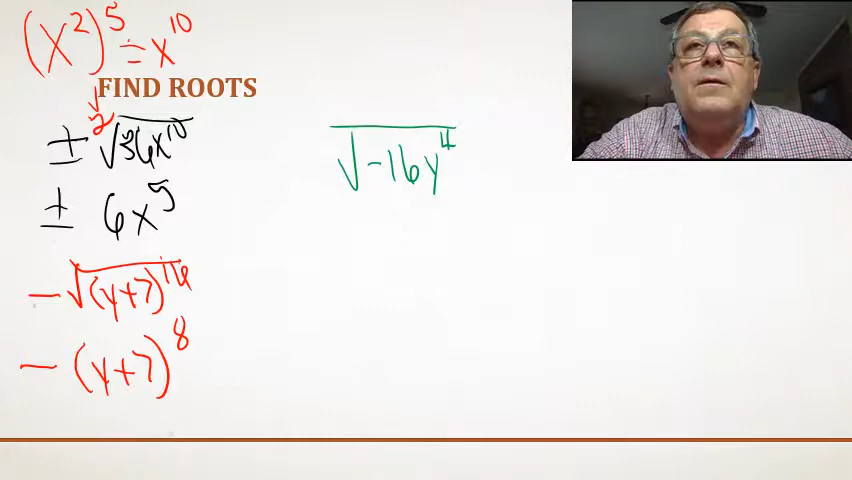 (x²)⁵ = x¹⁰
FIND ROOTS
2
± √36x¹⁰
± 6x⁵
- √(y+7)¹⁶
- (y+7)⁸
√-16y⁴